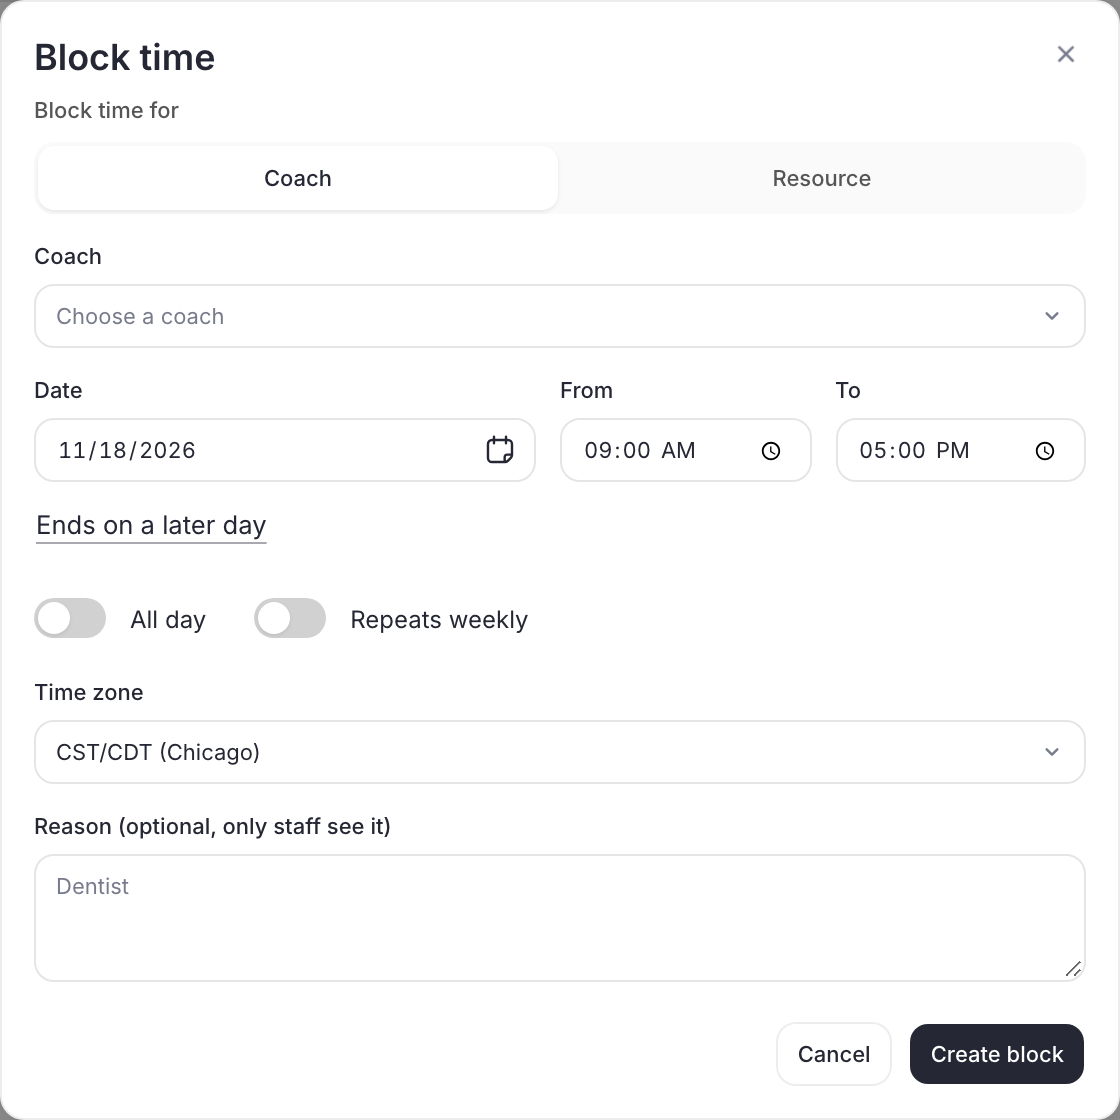 Block time
Block time for
Coach Resource
Coach
Choose a coach
Date From To
11/18/2026 09:00 AM 05:00 PM
Ends on a later day
All day Repeats weekly
Time zone
CST/CDT (Chicago)
Reason (optional, only staff see it)
Dentist
Cancel Create block